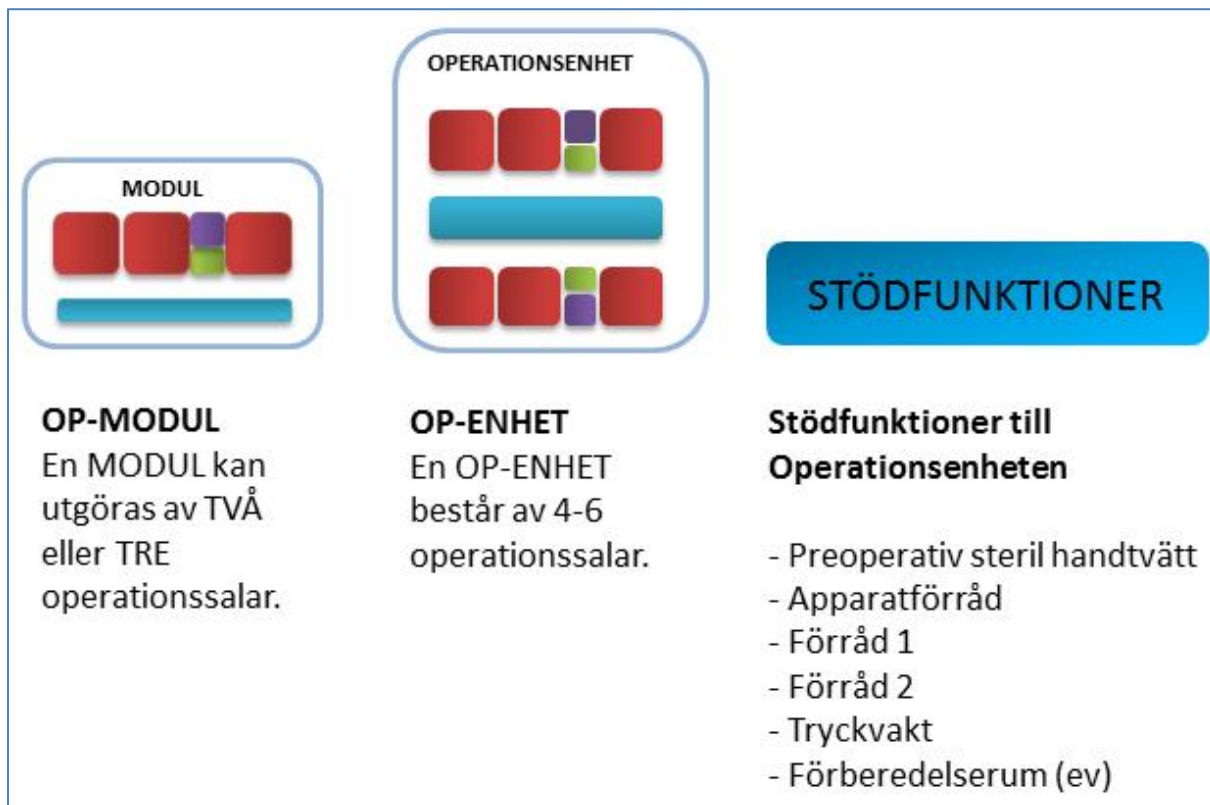 OPERATIONSENHET
MODUL
STÖDFUNKTIONER
OP-MODUL
En MODUL kan
utgöras av TVÅ
eller TRE
operationssalar.
OP-ENHET
En OP-ENHET
består av 4-6
operationssalar.
Stödfunktioner till
Operationsenheten
- Preoperativ steril handtvätt
- Apparatförråd
- Förråd 1
- Förråd 2
- Tryckvakt
- Förberedelserum (ev)